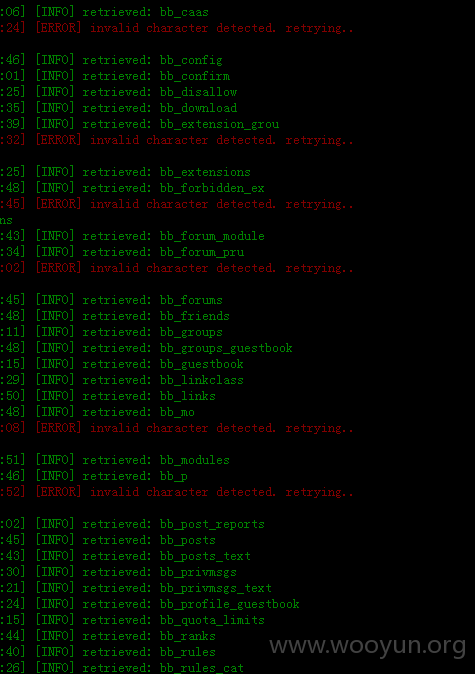 :06] [INFO] retrieved: bb_caas
:24] [ERROR] invalid character detected. retrying..
:46] [INFO] retrieved: bb_config
:01] [INFO] retrieved: bb_confirm
:25] [INFO] retrieved: bb_disallow
:35] [INFO] retrieved: bb_download
:39] [INFO] retrieved: bb_extension_grou
:32] [ERROR] invalid character detected. retrying..
:25] [INFO] retrieved: bb_extensions
:48] [INFO] retrieved: bb_forbidden_ex
:45] [ERROR] invalid character detected. retrying..
ns
:43] [INFO] retrieved: bb_forum_module
:34] [INFO] retrieved: bb_forum_pru
:02] [ERROR] invalid character detected. retrying..
:45] [INFO] retrieved: bb_forums
:48] [INFO] retrieved: bb_friends
:11] [INFO] retrieved: bb_groups
:48] [INFO] retrieved: bb_groups_guestbook
:15] [INFO] retrieved: bb_guestbook
:29] [INFO] retrieved: bb_linkclass
:50] [INFO] retrieved: bb_links
:48] [INFO] retrieved: bb_mo
:08] [ERROR] invalid character detected. retrying..
:51] [INFO] retrieved: bb_modules
:46] [INFO] retrieved: bb_p
:52] [ERROR] invalid character detected. retrying..
:02] [INFO] retrieved: bb_post_reports
:45] [INFO] retrieved: bb_posts
:43] [INFO] retrieved: bb_posts_text
:30] [INFO] retrieved: bb_privmsgs
:21] [INFO] retrieved: bb_privmsgs_text
:24] [INFO] retrieved: bb_profile_guestbook
:15] [INFO] retrieved: bb_quota_limits
:44] [INFO] retrieved: bb_ranks
:40] [INFO] retrieved: bb_rules
:26] [INFO] retrieved: bb_rules_cat
www.wooyun.org